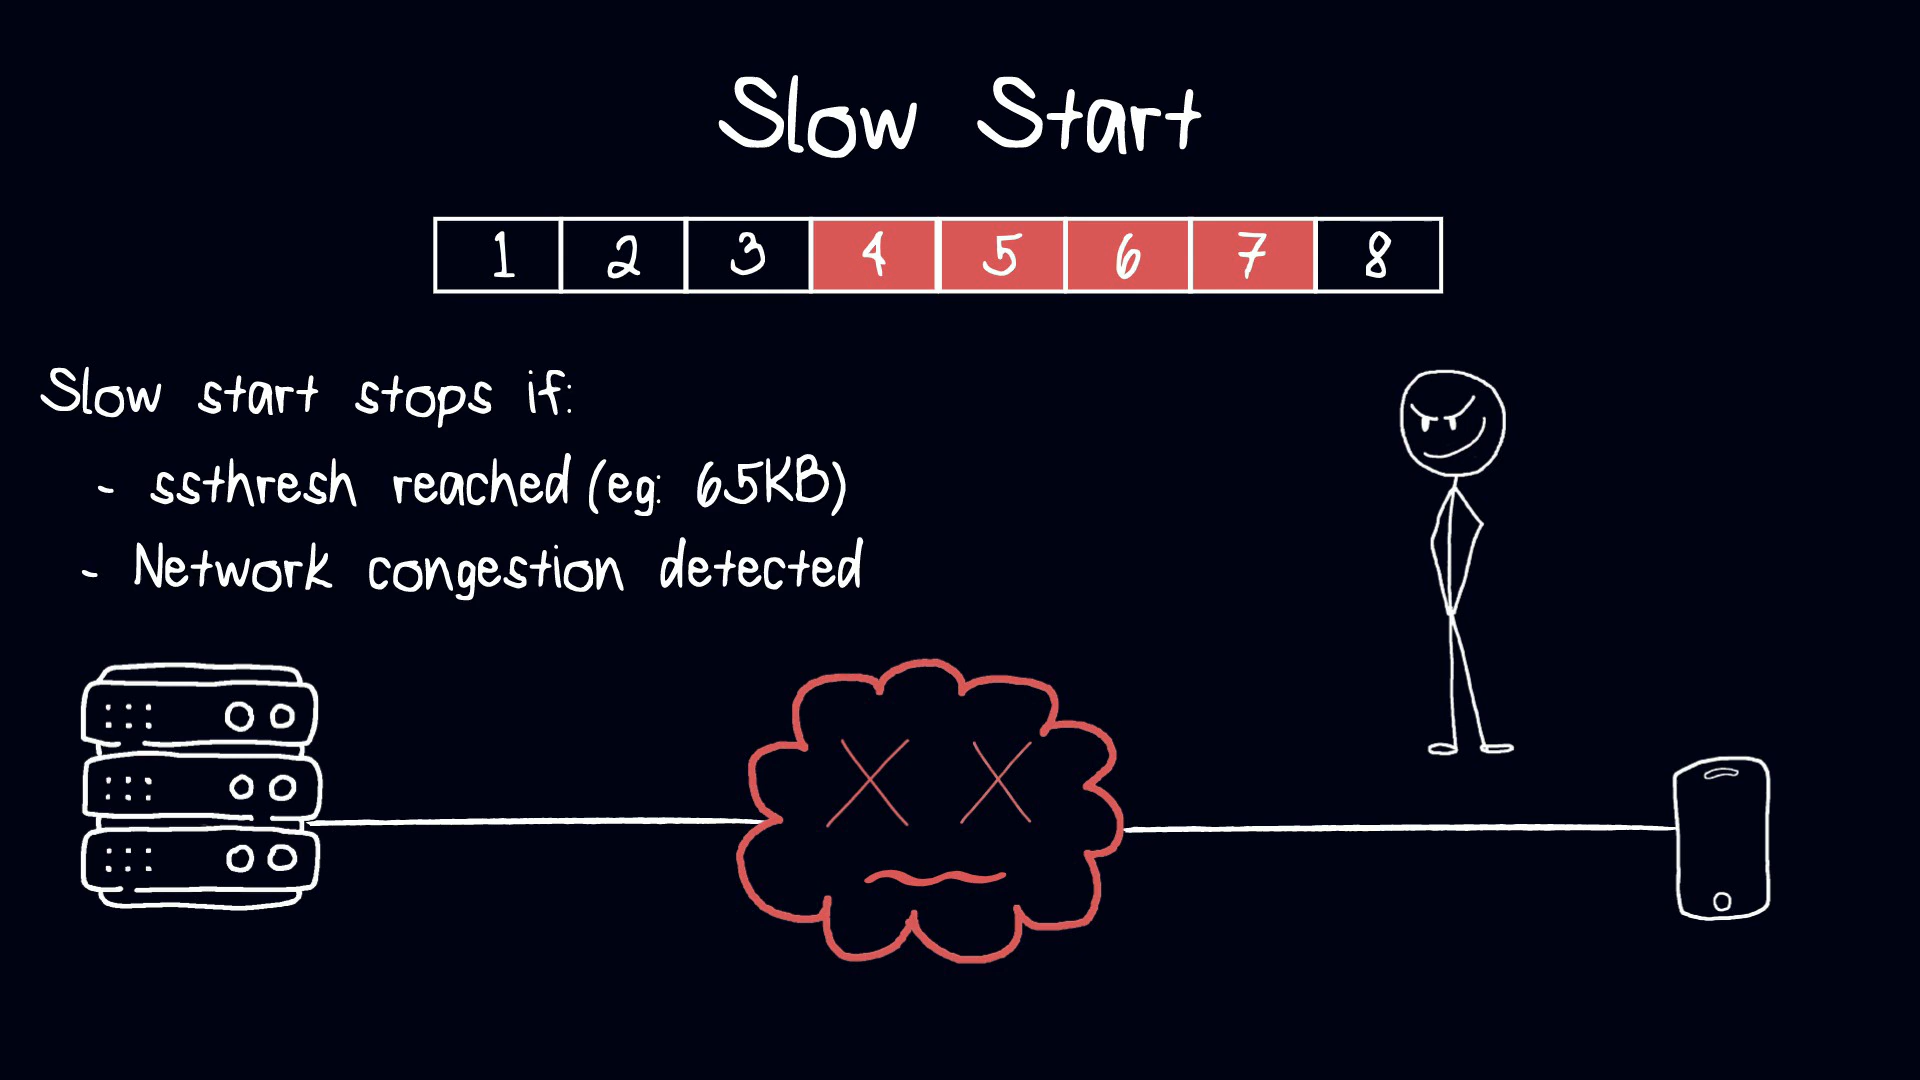 Slow Start
1 2 3 4 5 6 7 8
Slow start stops if:
- ssthresh reached (eg: 65KB)
- Network congestion detected